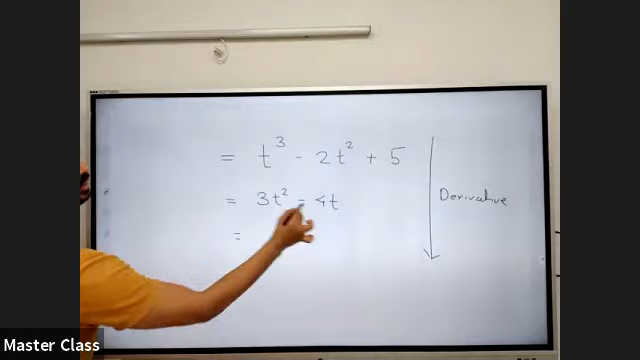 = t³ - 2t² + 5
= 3t² - 4t
=
Derivative
Master Class